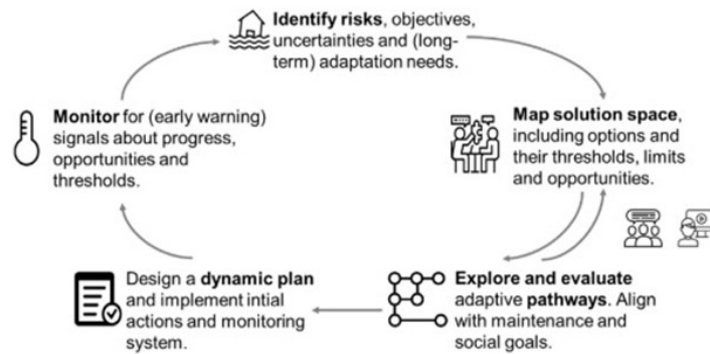 Identify risks, objectives,
uncertainties and (long-
term) adaptation needs.
Map solution space,
including options and
their thresholds, limits
and opportunities.
Explore and evaluate
adaptive pathways. Align
with maintenance and
social goals.
Design a dynamic plan
and implement intial
actions and monitoring
system.
Monitor for (early warning)
signals about progress,
opportunities and
thresholds.